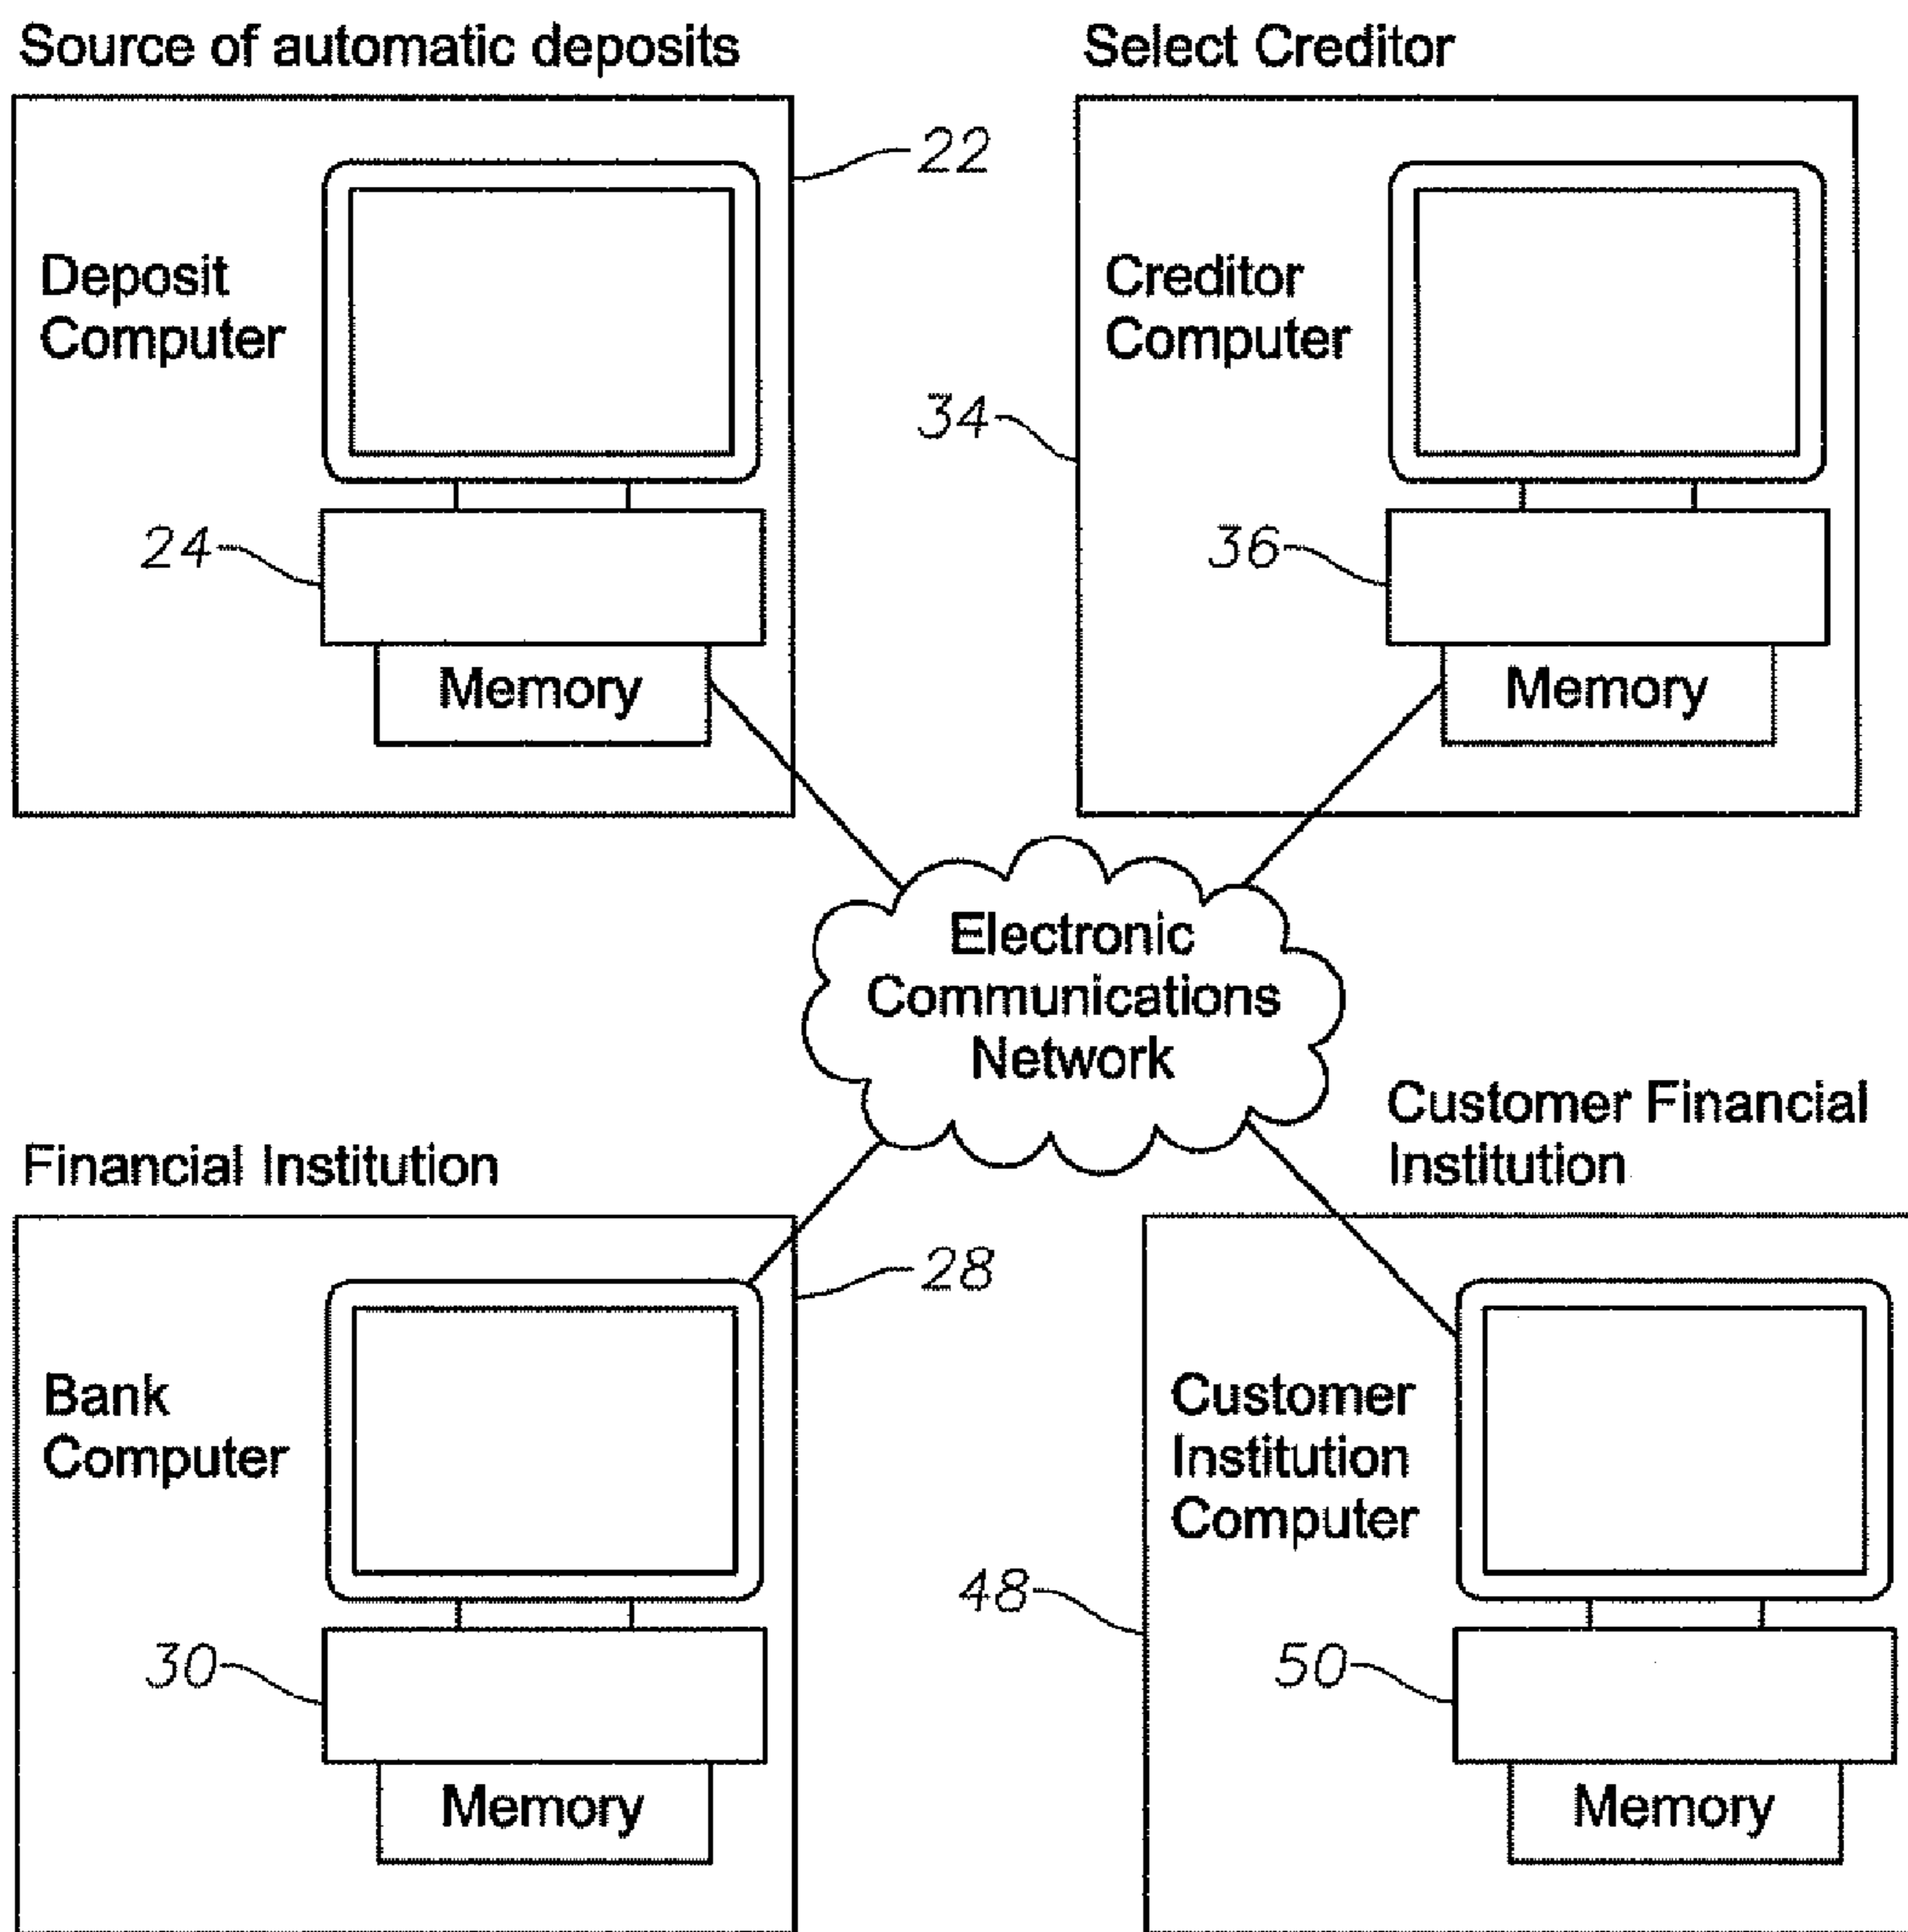 Source of automatic deposits
Select Creditor
22
Deposit
Computer
Creditor
Computer
34
24
36
Memory
Memory
Electronic
Communications
Network
Financial Institution
Customer Financial
Institution
28
Bank
Computer
Customer
Institution
Computer
48
30
50
Memory
Memory